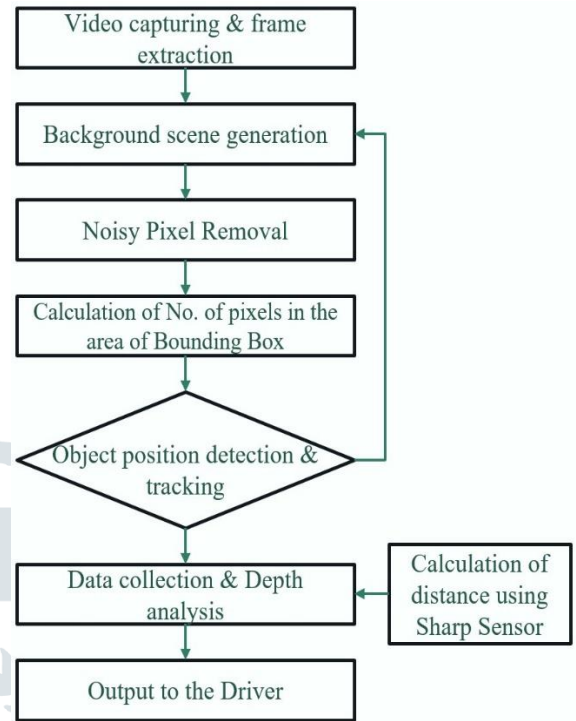 Video capturing & frame
extraction
Background scene generation
Noisy Pixel Removal
Calculation of No. of pixels in the
area of Bounding Box
Object position detection &
tracking
Data collection & Depth
analysis
Calculation of
distance using
Sharp Sensor
Output to the Driver